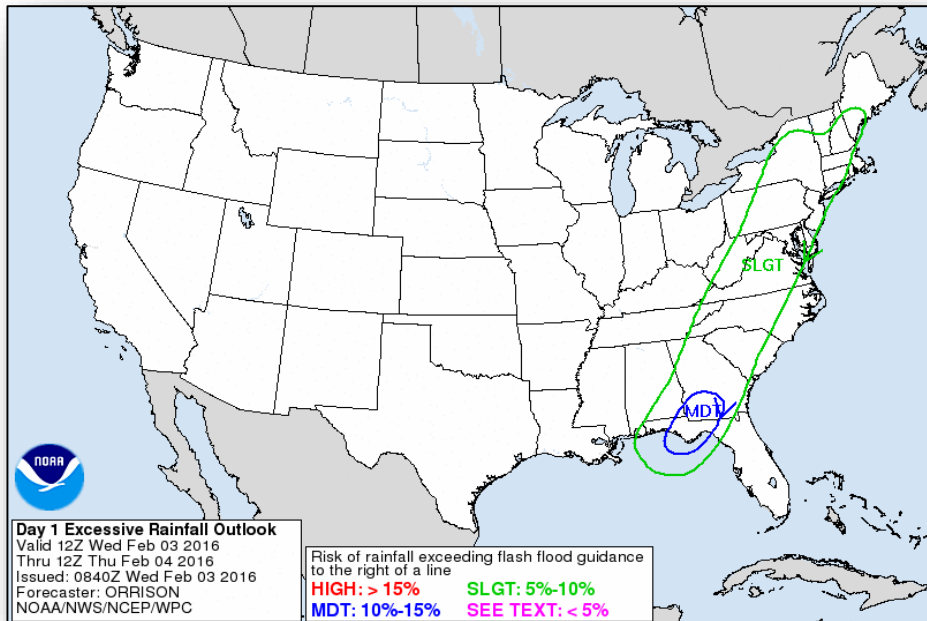 SLGT
MDT
NOAA
Day 1 Excessive Rainfall Outlook
Valid 12Z Wed Feb 03 2016
Thru 12Z Thu Feb 04 2016
Issued: 0840Z Wed Feb 03 2016
Forecaster: ORRISON
NOAA/NWS/NCEP/WPC
Risk of rainfall exceeding flash flood guidance
to the right of a line
HIGH: > 15% SLGT: 5%-10%
MDT: 10%-15% SEE TEXT: < 5%